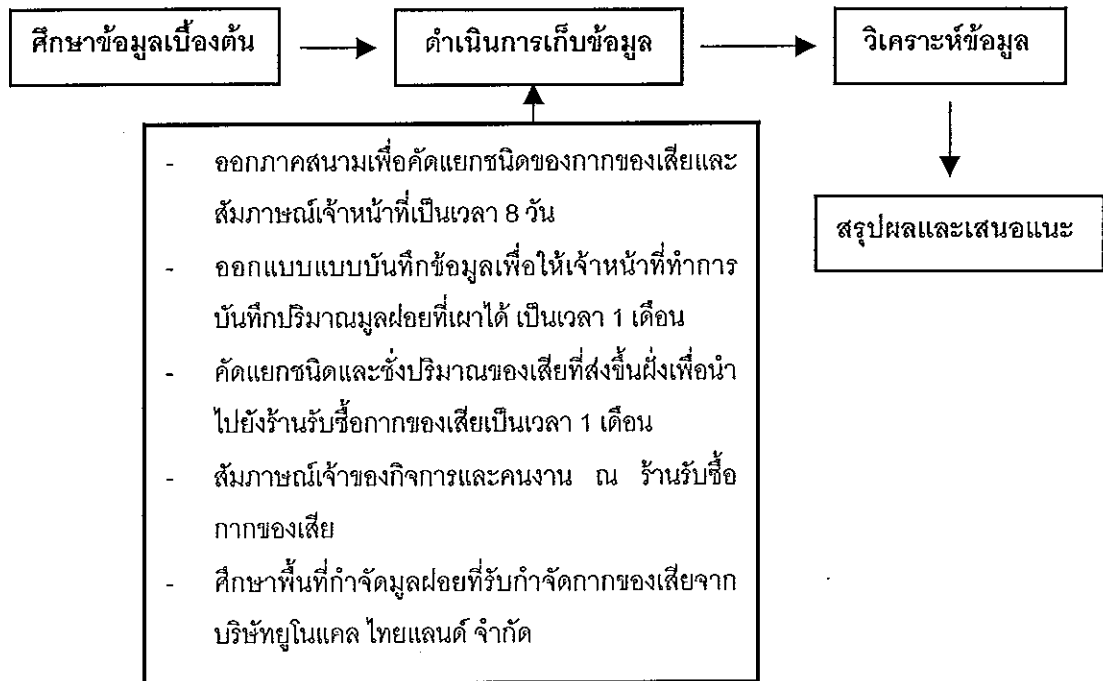 ศึกษาข้อมูลเบื้องต้น
ดำเนินการเก็บข้อมูล
วิเคราะห์ข้อมูล
- ออกภาคสนามเพื่อคัดแยกชนิดของกากของเสียและ
สัมภาษณ์เจ้าหน้าที่เป็นเวลา 8 วัน
- ออกแบบแบบบันทึกข้อมูลเพื่อให้เจ้าหน้าที่ทำการ
บันทึกปริมาณมูลฝอยที่เผาได้ เป็นเวลา 1 เดือน
- คัดแยกชนิดและชั่งปริมาณของเสียที่ส่งขึ้นฝั่งเพื่อนำ
ไปยังร้านรับซื้อกากของเสียเป็นเวลา 1 เดือน
- สัมภาษณ์เจ้าของกิจการและคนงาน ณ ร้านรับซื้อ
กากของเสีย
- ศึกษาพื้นที่กำจัดมูลฝอยที่รับกำจัดกากของเสียจาก
บริษัทยูโนแคล ไทยแลนด์ จำกัด
สรุปผลและเสนอแนะ